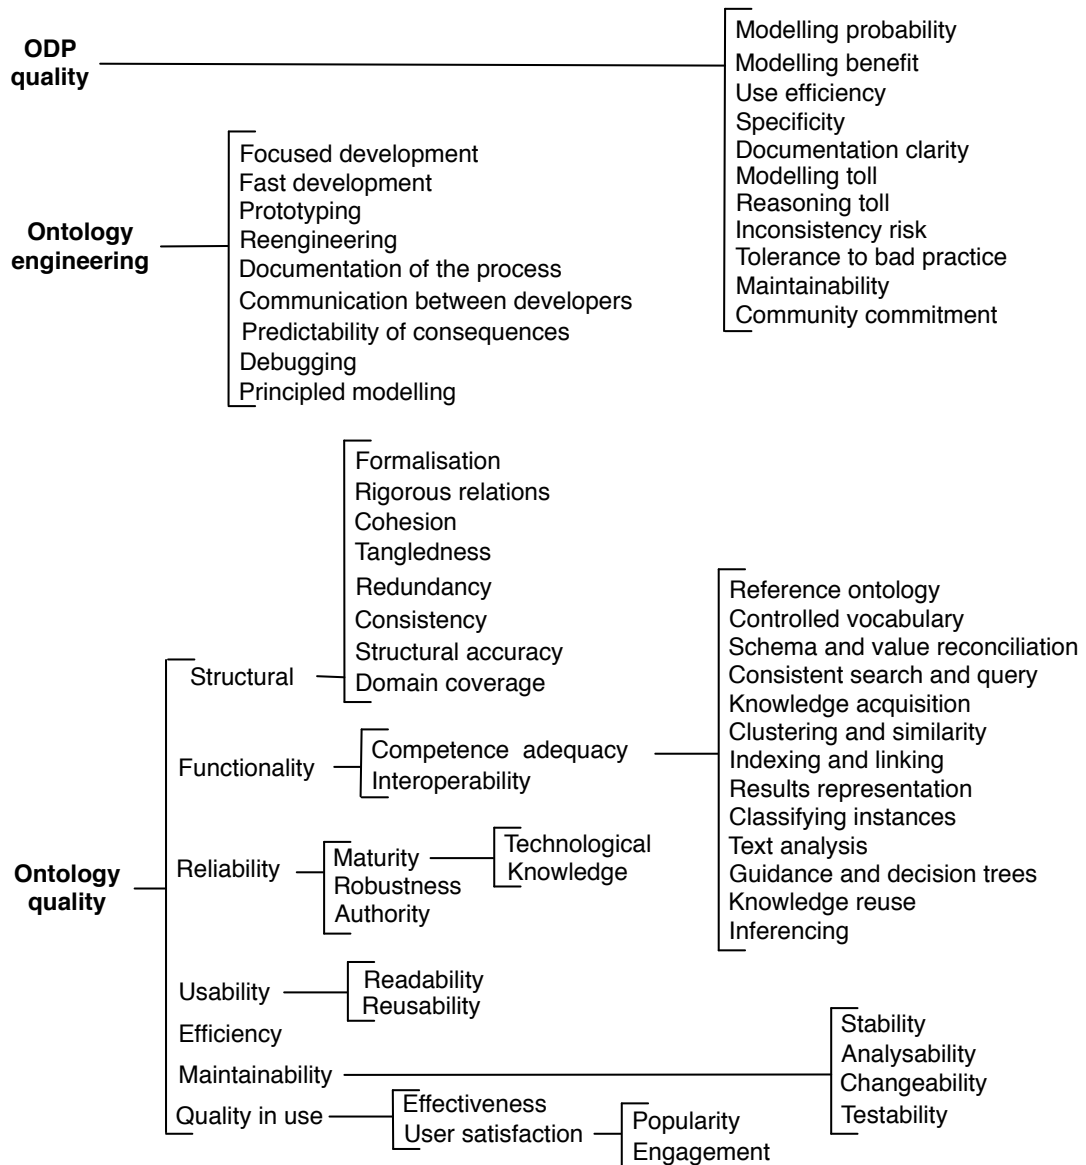 ODP
quality
Modelling probability
Modelling benefit
Use efficiency
Specificity
Documentation clarity
Modelling toll
Reasoning toll
Inconsistency risk
Tolerance to bad practice
Maintainability
Community commitment
Ontology
engineering
Focused development
Fast development
Prototyping
Reengineering
Documentation of the process
Communication between developers
Predictability of consequences
Debugging
Principled modelling
Ontology
quality
Structural
Formalisation
Rigorous relations
Cohesion
Tangledness
Redundancy
Consistency
Structural accuracy
Domain coverage
Functionality
Competence adequacy
Interoperability
Reference ontology
Controlled vocabulary
Schema and value reconciliation
Consistent search and query
Knowledge acquisition
Clustering and similarity
Indexing and linking
Results representation
Classifying instances
Text analysis
Guidance and decision trees
Knowledge reuse
Inferencing
Reliability
Maturity
Robustness
Authority
Technological
Knowledge
Usability
Readability
Reusability
Efficiency
Maintainability
Stability
Analysability
Changeability
Testability
Quality in use
Effectiveness
User satisfaction
Popularity
Engagement